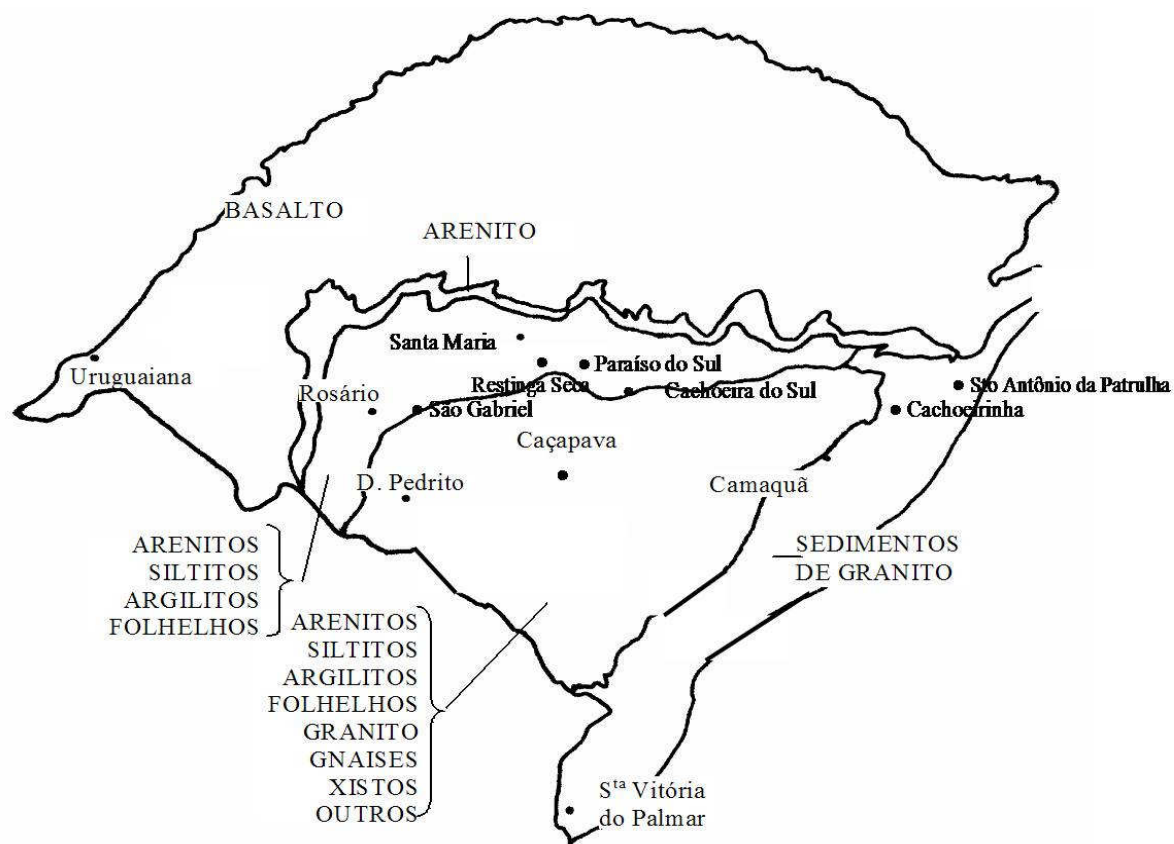 BASALTO
ARENITO
Santa Maria
Paraíso do Sul
Uruguaiana
Restinga Seca
Sto Antônio da Patrulha
Rosário
Cachoeira do Sul
São Gabriel
Cachoeirinha
Caçapava
D. Pedrito
Camaquã
ARENITOS
SILTITOS
ARGILITOS
FOLHELHOS
SEDIMENTOS
DE GRANITO
ARENITOS
SILTITOS
ARGILITOS
FOLHELHOS
GRANITO
GNAISES
XISTOS
OUTROS
Sta Vitória
do Palmar